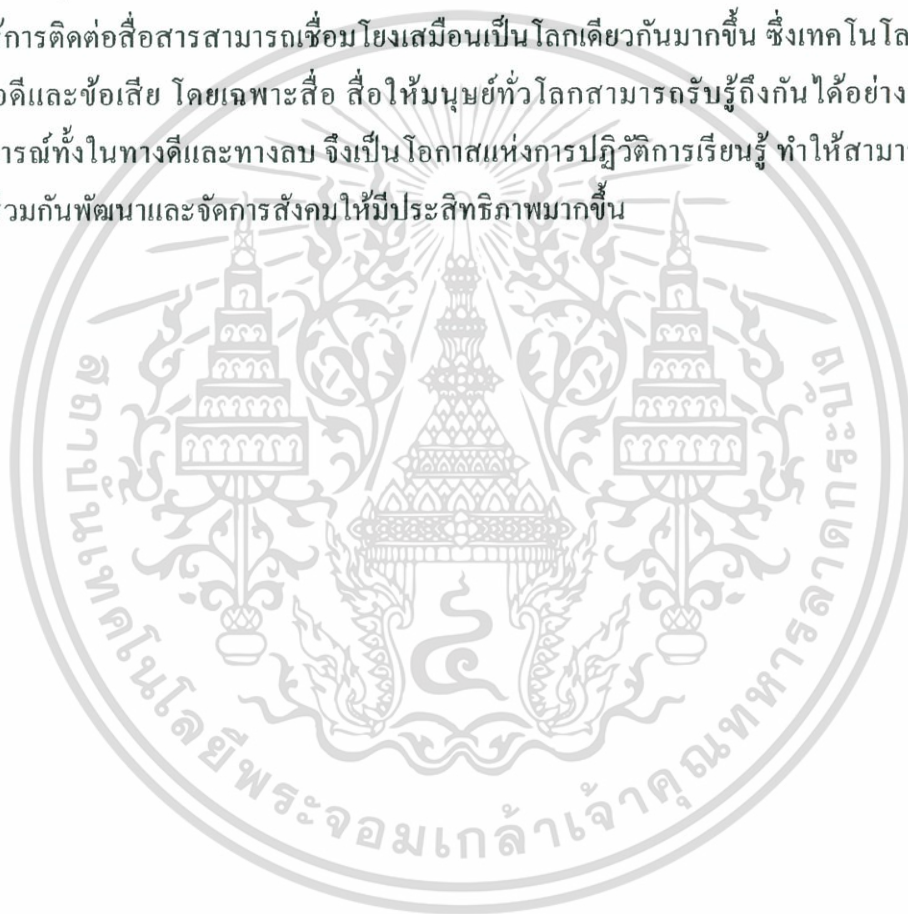 การติดต่อสื่อสารสามารถเชื่อมโยงเสมือนเป็นโลกเดียวกันมากขึ้น ซึ่งเทคโนโล
อดีและข้อเสีย โดยเฉพาะสื่อ สื่อให้มนุษย์ทั่วโลกสามารถรับรู้ถึงกันได้อย่าง
ารณ์ทั้งในทางดีและทางลบ จึงเป็นโอกาสแห่งการปฏิวัติการเรียนรู้ ทำให้สามา
วมกันพัฒนาและจัดการสังคมให้มีประสิทธิภาพมากขึ้น
สถาบันเทคโนโลยีพระจอมเกล้าเจ้าคุณทหารลาดกระบัง
๔